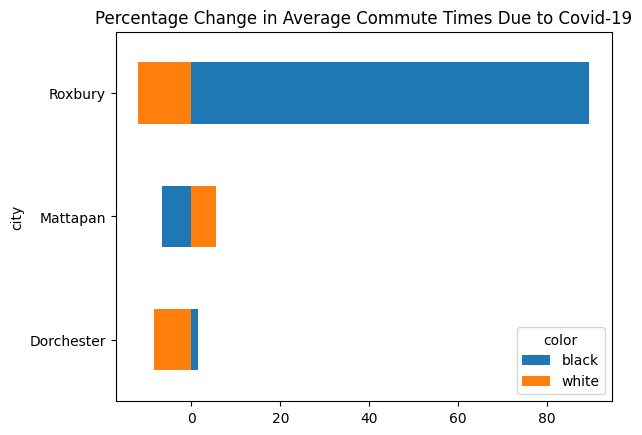 Percentage Change in Average Commute Times Due to Covid-19
Roxbury
Mattapan
Dorchester
city
0 20 40 60 80
color
black
white